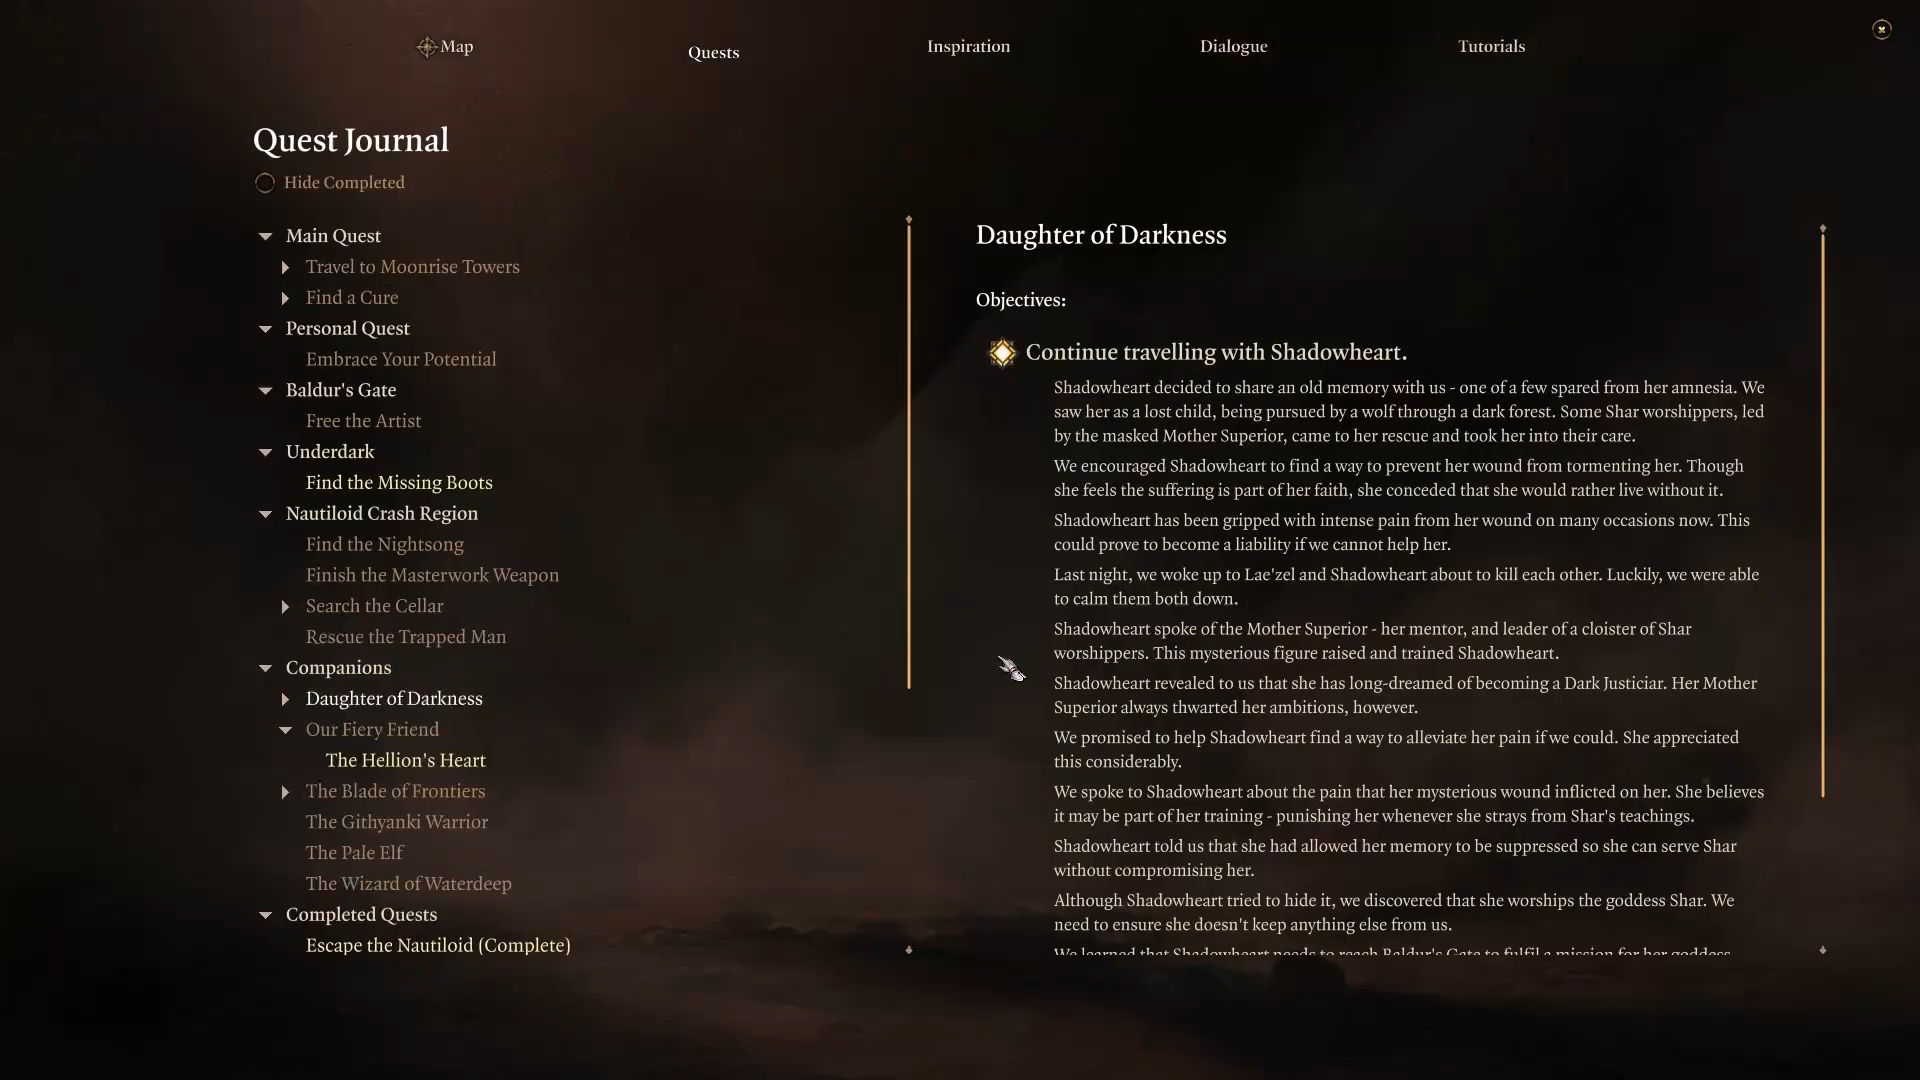 Map
Quests
Inspiration
Dialogue
Tutorials
Quest Journal
Hide Completed
Main Quest
Travel to Moonrise Towers
Find a Cure
Personal Quest
Embrace Your Potential
Baldur's Gate
Free the Artist
Underdark
Find the Missing Boots
Nautiloid Crash Region
Find the Nightsong
Finish the Masterwork Weapon
Search the Cellar
Rescue the Trapped Man
Companions
Daughter of Darkness
Our Fiery Friend
The Hellion's Heart
The Blade of Frontiers
The Githyanki Warrior
The Pale Elf
The Wizard of Waterdeep
Completed Quests
Escape the Nautiloid (Complete)
Daughter of Darkness
Objectives:
Continue travelling with Shadowheart.
Shadowheart decided to share an old memory with us - one of a few spared from her amnesia. We
saw her as a lost child, being pursued by a wolf through a dark forest. Some Shar worshippers, led
by the masked Mother Superior, came to her rescue and took her into their care.
We encouraged Shadowheart to find a way to prevent her wound from tormenting her. Though
she feels the suffering is part of her faith, she conceded that she would rather live without it.
Shadowheart has been gripped with intense pain from her wound on many occasions now. This
could prove to become a liability if we cannot help her.
Last night, we woke up to Lae'zel and Shadowheart about to kill each other. Luckily, we were able
to calm them both down.
Shadowheart spoke of the Mother Superior - her mentor, and leader of a cloister of Shar
worshippers. This mysterious figure raised and trained Shadowheart.
Shadowheart revealed to us that she has long-dreamed of becoming a Dark Justiciar. Her Mother
Superior always thwarted her ambitions, however.
We promised to help Shadowheart find a way to alleviate her pain if we could. She appreciated
this considerably.
We spoke to Shadowheart about the pain that her mysterious wound inflicted on her. She believes
it may be part of her training - punishing her whenever she strays from Shar's teachings.
Shadowheart told us that she had allowed her memory to be suppressed so she can serve Shar
without compromising her.
Although Shadowheart tried to hide it, we discovered that she worships the goddess Shar. We
need to ensure she doesn't keep anything else from us.
We learned that Shadowheart needs to reach Baldur's Gate to fulfil a mission for her goddess